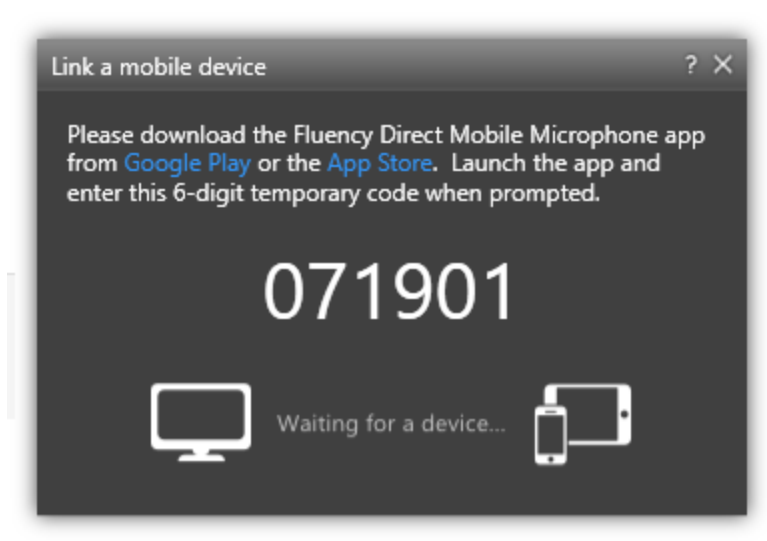 Link a mobile device ? ×
Please download the Fluency Direct Mobile Microphone app
from Google Play or the App Store. Launch the app and
enter this 6-digit temporary code when prompted.
071901
Waiting for a device...